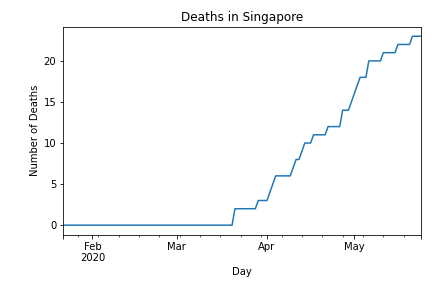 Deaths in Singapore
Number of Deaths
20
15
10
5
0
Feb
2020
Mar
Apr
May
Day